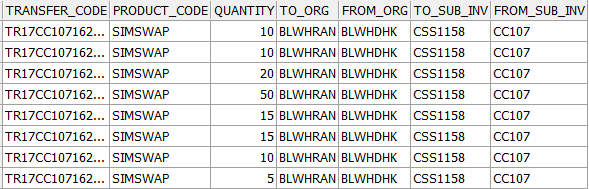 TRANSFER_CODE PRODUCT_CODE QUANTITY TO_ORG FROM_ORG TO_SUB_INV FROM_SUB_INV
TR17CC107162... SIMSWAP 10 BLWHRAN BLWHDHK CSS1158 CC107
TR17CC107162... SIMSWAP 10 BLWHRAN BLWHDHK CSS1158 CC107
TR17CC107162... SIMSWAP 20 BLWHRAN BLWHDHK CSS1158 CC107
TR17CC107162... SIMSWAP 50 BLWHRAN BLWHDHK CSS1158 CC107
TR17CC107162... SIMSWAP 15 BLWHRAN BLWHDHK CSS1158 CC107
TR17CC107162... SIMSWAP 15 BLWHRAN BLWHDHK CSS1158 CC107
TR17CC107162... SIMSWAP 10 BLWHRAN BLWHDHK CSS1158 CC107
TR17CC107162... SIMSWAP 5 BLWHRAN BLWHDHK CSS1158 CC107